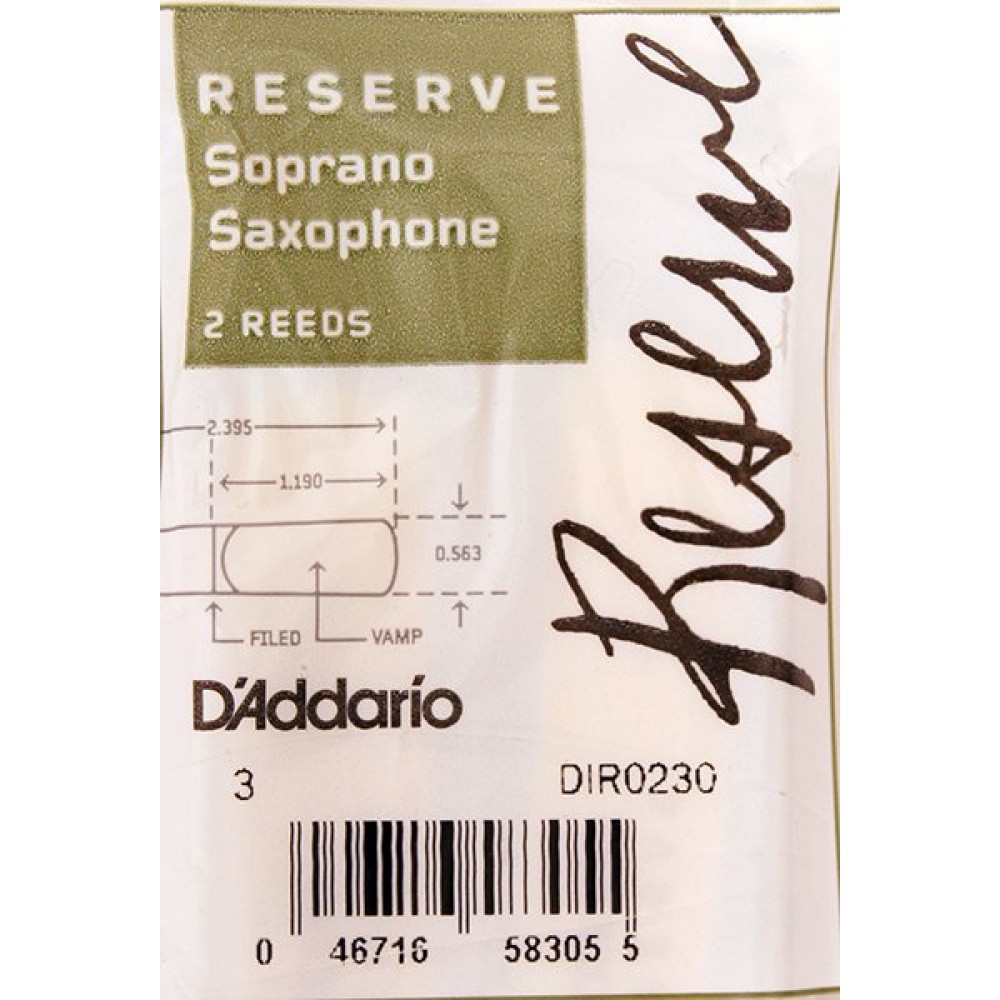 RESERVE
Soprano
Saxophone
2 REEDS
Reserve
2.395
1.190
0.563
FILED
VAMP
D'Addario
3
DIR0230
0 46716 58305 5